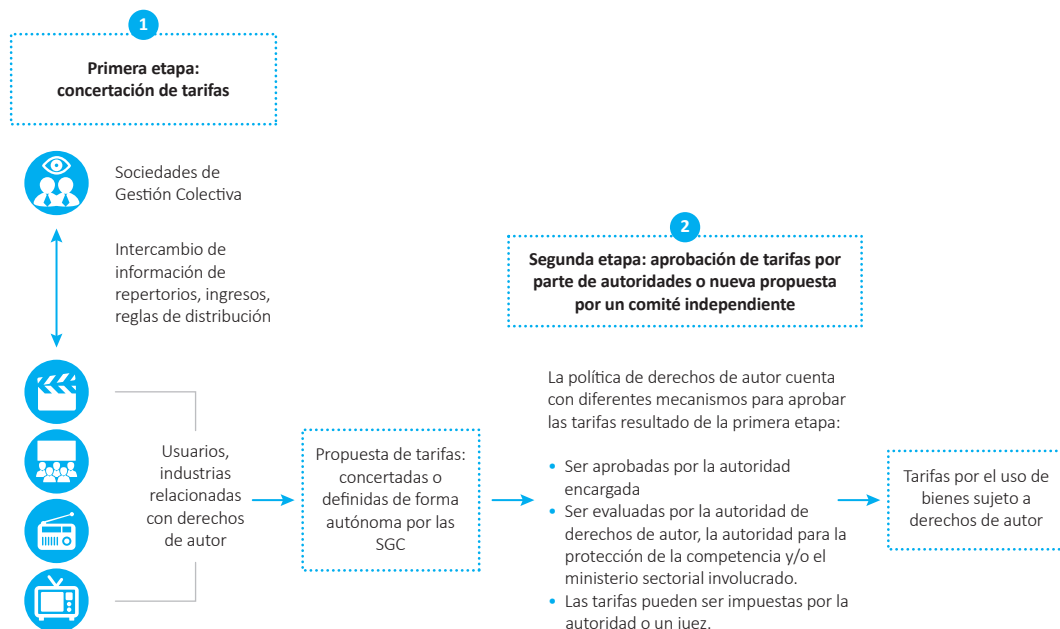 1
Primera etapa:
concertación de tarifas
Sociedades de
Gestión Colectiva
Intercambio de
información de
repertorios, ingresos,
reglas de distribución
Usuarios,
industrias
relacionadas
con derechos
de autor
Propuesta de tarifas:
concertadas o
definidas de forma
autónoma por las
SGC
2
Segunda etapa: aprobación de tarifas por
parte de autoridades o nueva propuesta
por un comité independiente
La política de derechos de autor cuenta
con diferentes mecanismos para aprobar
las tarifas resultado de la primera etapa:
• Ser aprobadas por la autoridad
encargada
• Ser evaluadas por la autoridad de
derechos de autor, la autoridad para la
protección de la competencia y/o el
ministerio sectorial involucrado.
• Las tarifas pueden ser impuestas por la
autoridad o un juez.
Tarifas por el uso de
bienes sujeto a
derechos de autor